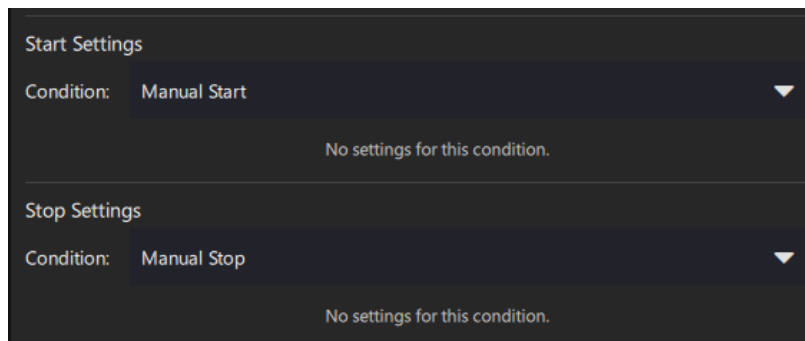 Start Settings
Condition: Manual Start
No settings for this condition.
Stop Settings
Condition: Manual Stop
No settings for this condition.